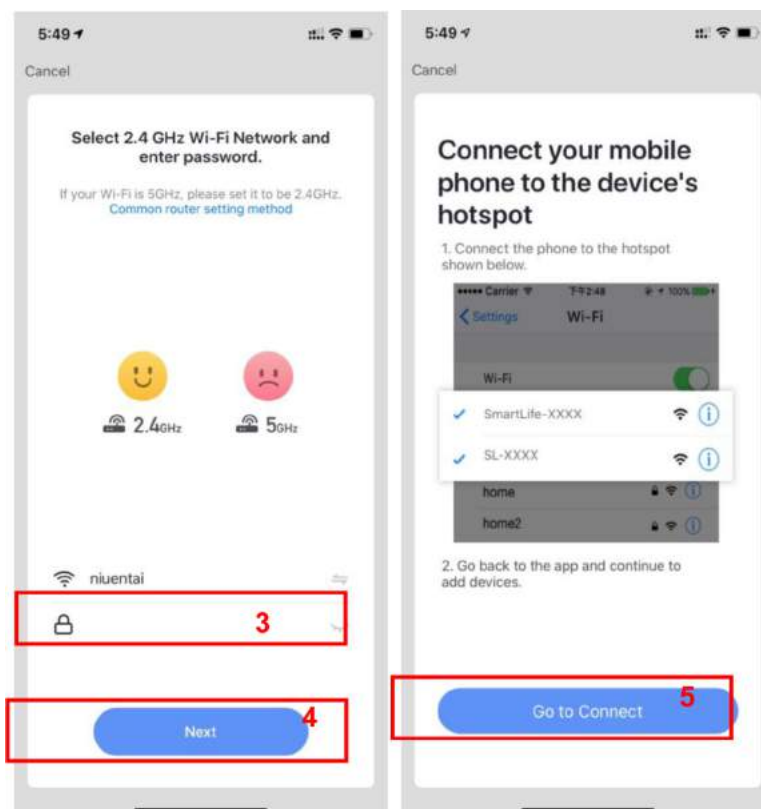 5:49
Cancel
Select 2.4 GHz Wi-Fi Network and
enter password.
If your Wi-Fi is 5GHz, please set it to be 2.4GHz.
Common router setting method
2.4GHz
5GHz
niuentai
3
4
Next
5:49
Cancel
Connect your mobile
phone to the device's
hotspot
1. Connect the phone to the hotspot
shown below.
Carrier 下午2:48 100%
Settings Wi-Fi
Wi-Fi
SmartLife-XXXX
SL-XXXX
home
home2
2. Go back to the app and continue to
add devices.
5
Go to Connect